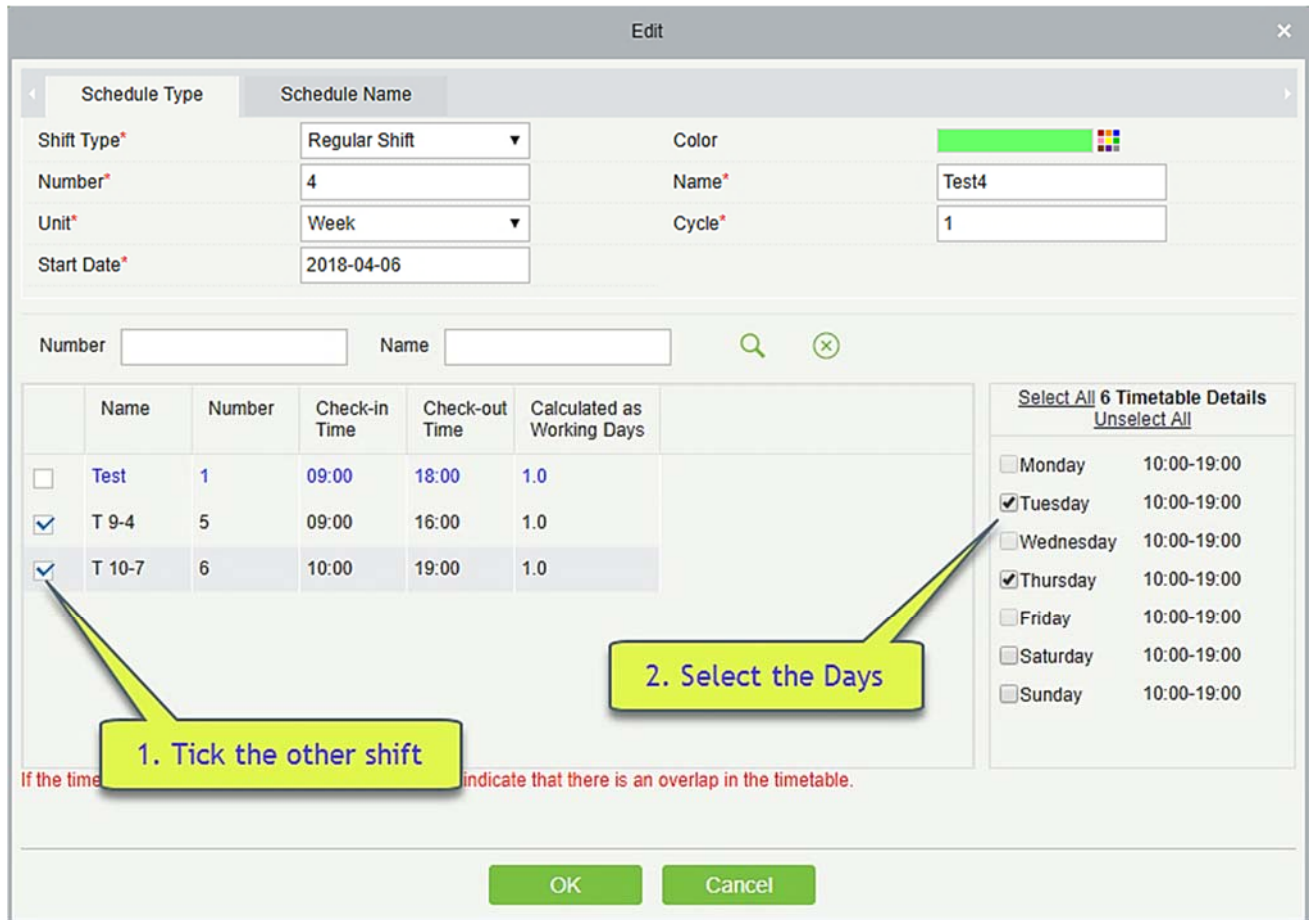 Edit
Schedule Type Schedule Name
Shift Type* Regular Shift Color
Number* 4 Name* Test4
Unit* Week Cycle* 1
Start Date* 2018-04-06
Number Name
Name Number Check-in Time Check-out Time Calculated as Working Days
Test 1 09:00 18:00 1.0
T 9-4 5 09:00 16:00 1.0
T 10-7 6 10:00 19:00 1.0
Select All 6 Timetable Details
Unselect All
Monday 10:00-19:00
Tuesday 10:00-19:00
Wednesday 10:00-19:00
Thursday 10:00-19:00
Friday 10:00-19:00
Saturday 10:00-19:00
Sunday 10:00-19:00
2. Select the Days
1. Tick the other shift
If the time indicate that there is an overlap in the timetable.
OK Cancel